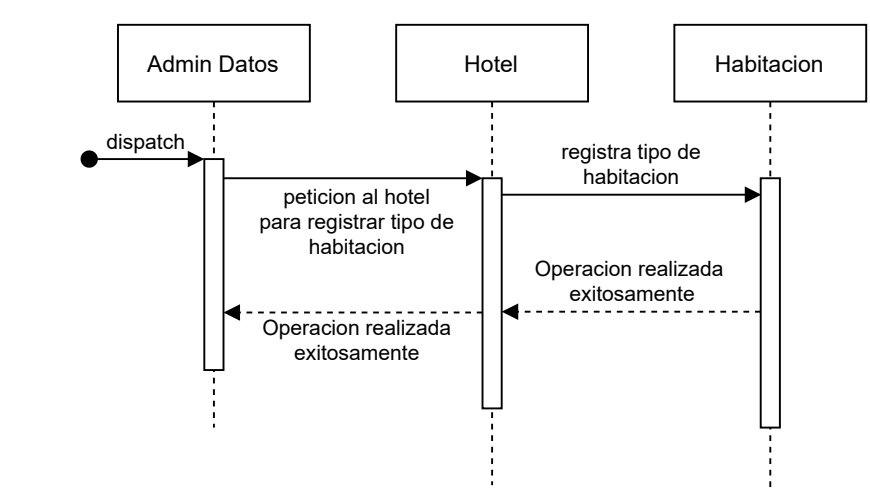 Admin Datos
Hotel
Habitacion
dispatch
registra tipo de
habitacion
peticion al hotel
para registrar tipo de
habitacion
Operacion realizada
exitosamente
Operacion realizada
exitosamente